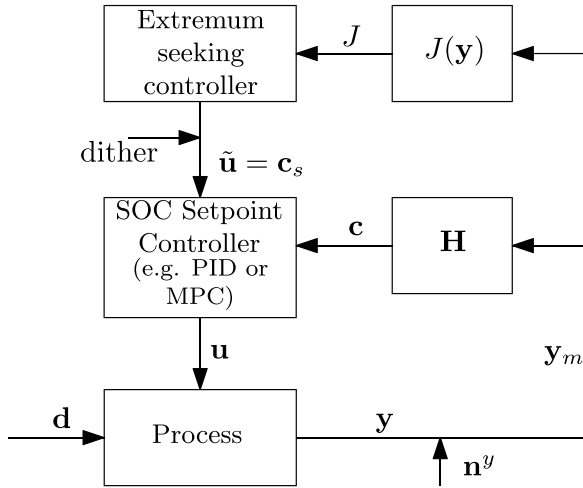 Extremum
seeking
controller
J
J(y)
dither
ũ = c_s
SOC Setpoint
Controller
(e.g. PID or
MPC)
c
H
u
y_m
d
Process
y
n^y